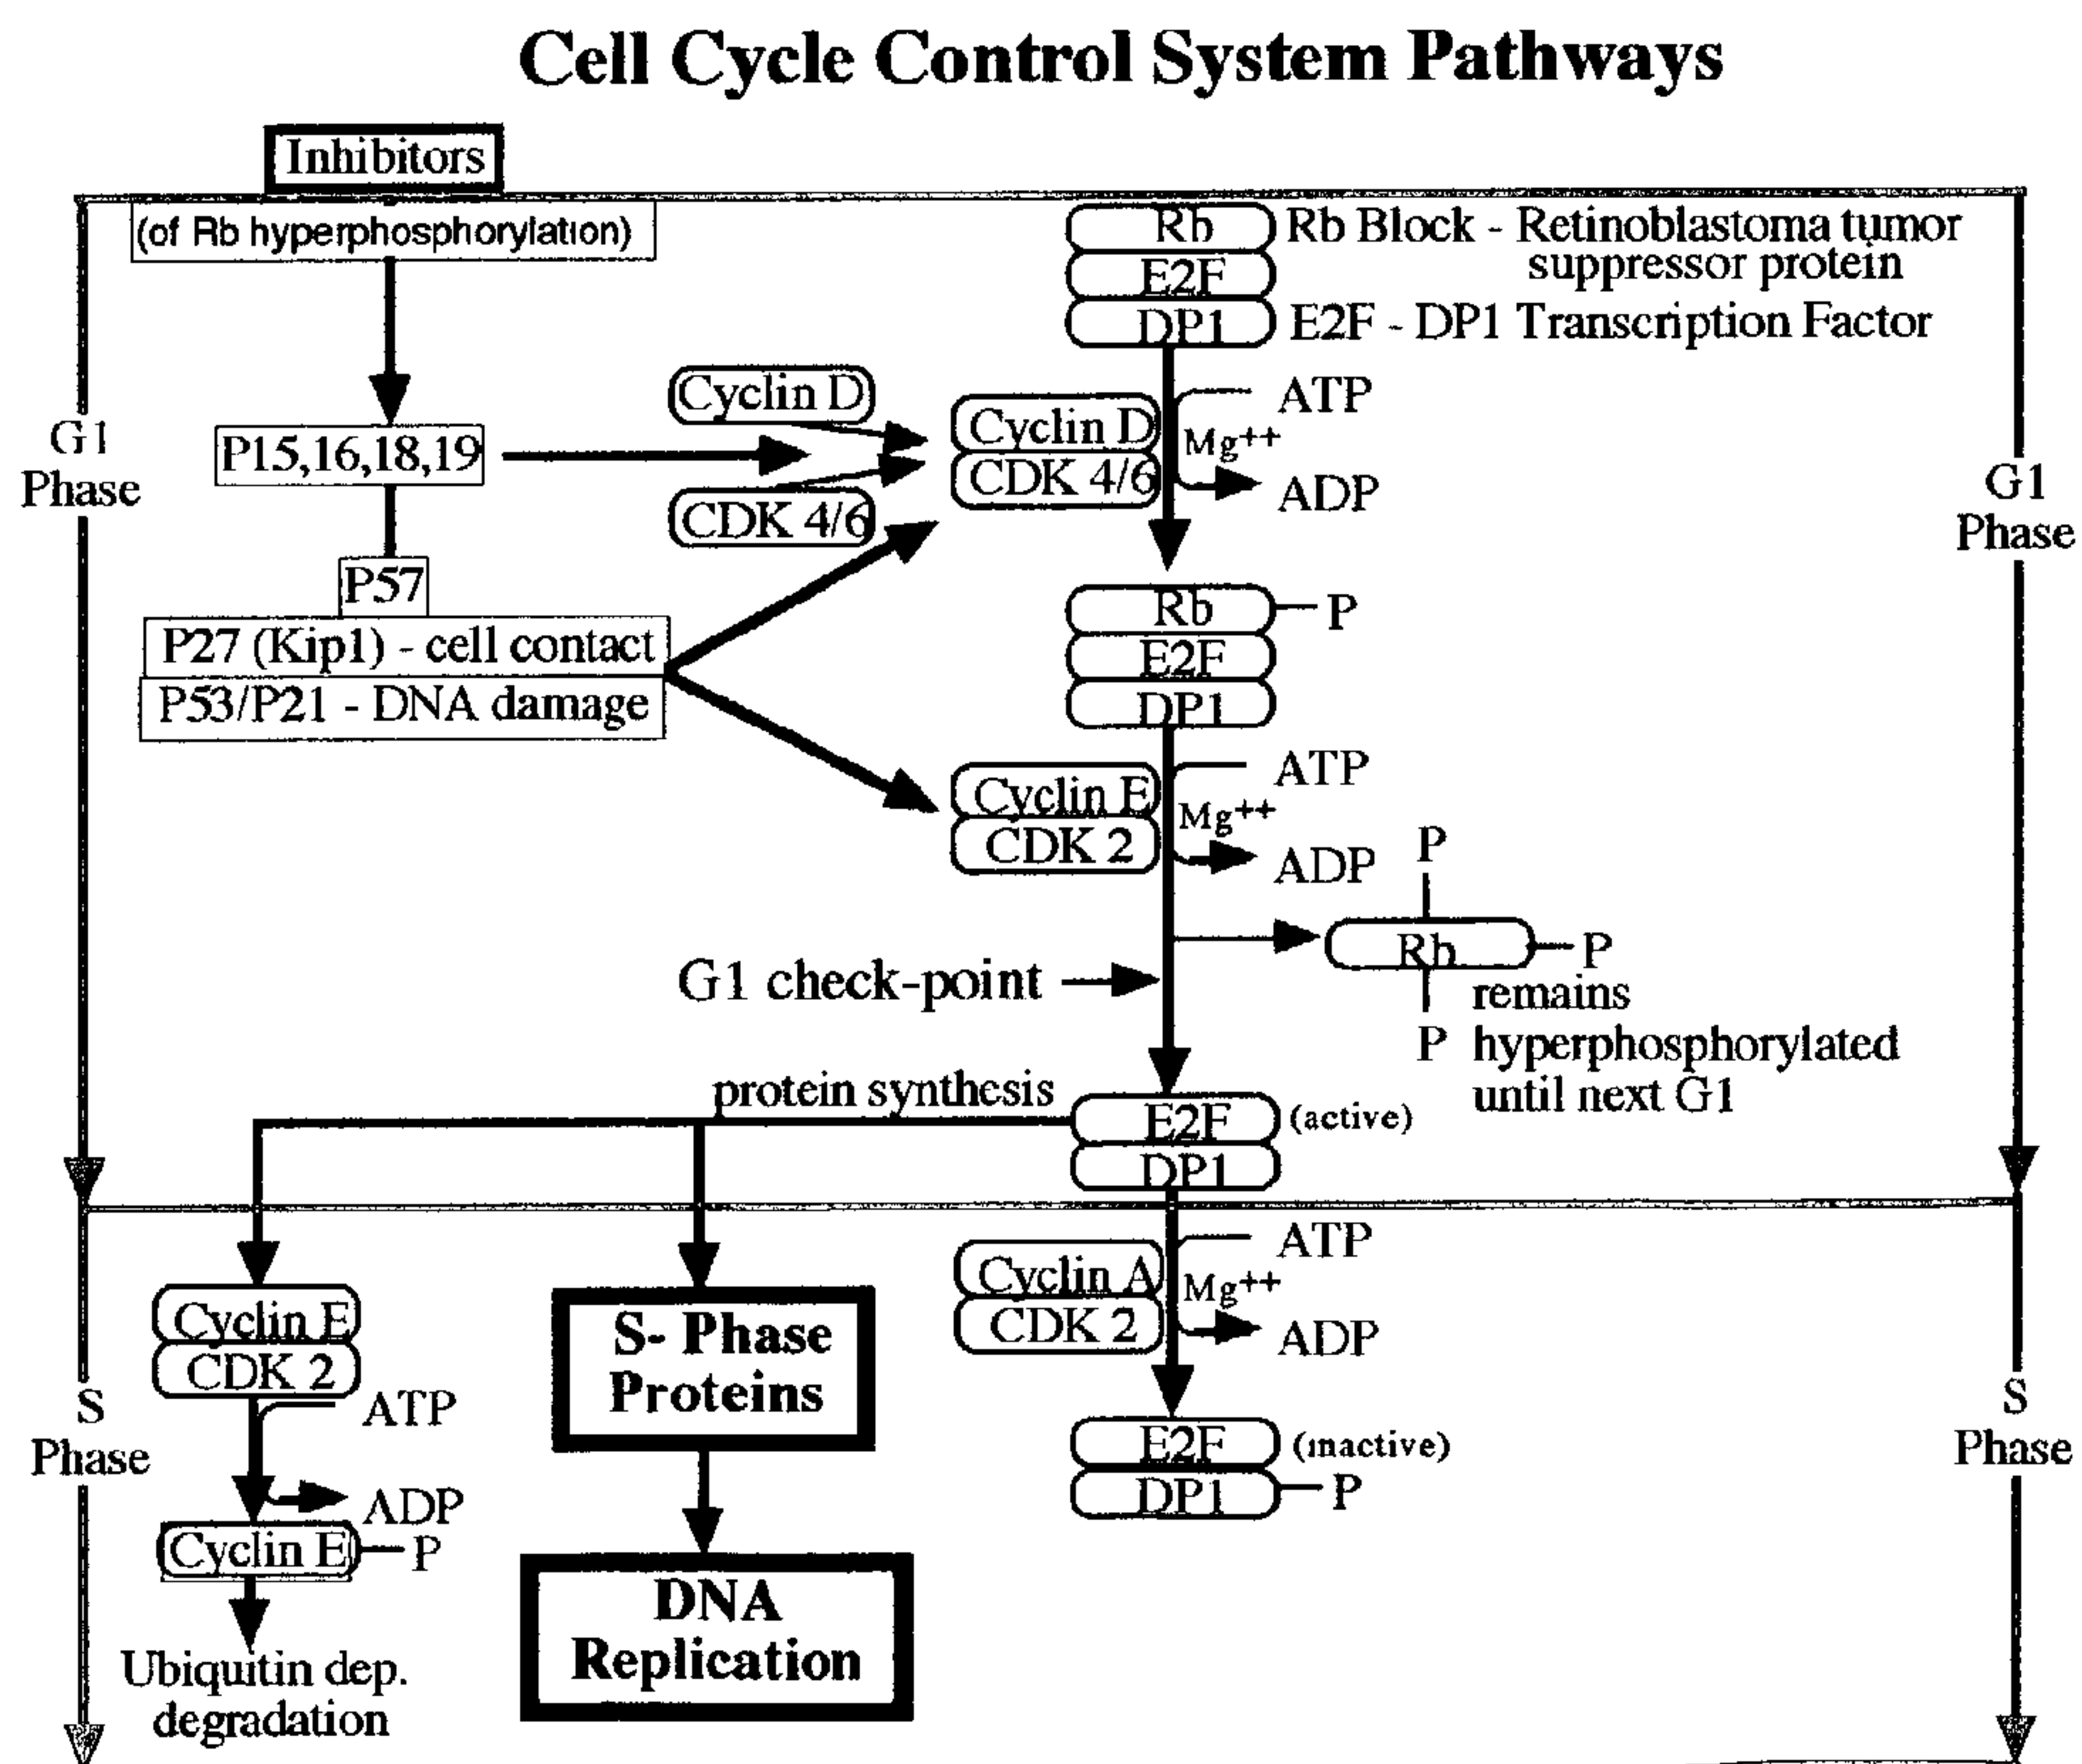 Cell Cycle Control System Pathways
Inhibitors
(of Rb hyperphosphorylation)
Rb
Rb Block - Retinoblastoma tumor
suppressor protein
E2F
DP1
E2F - DP1 Transcription Factor
G1
Phase
P15,16,18,19
Cyclin D
CDK 4/6
Cyclin D
CDK 4/6
ATP
Mg++
ADP
G1
Phase
P57
P27 (Kip1) - cell contact
P53/P21 - DNA damage
Rb
P
E2F
DP1
Cyclin E
CDK 2
ATP
Mg++
ADP
P
Rb
P
P
remains
hyperphosphorylated
until next G1
G1 check-point
protein synthesis
E2F
(active)
DP1
Cyclin A
CDK 2
ATP
Mg++
ADP
Cyclin E
CDK 2
S- Phase
Proteins
S
Phase
ATP
ADP
E2F
(inactive)
DP1
P
S
Phase
Cyclin E
P
DNA
Replication
Ubiquitin dep.
degradation